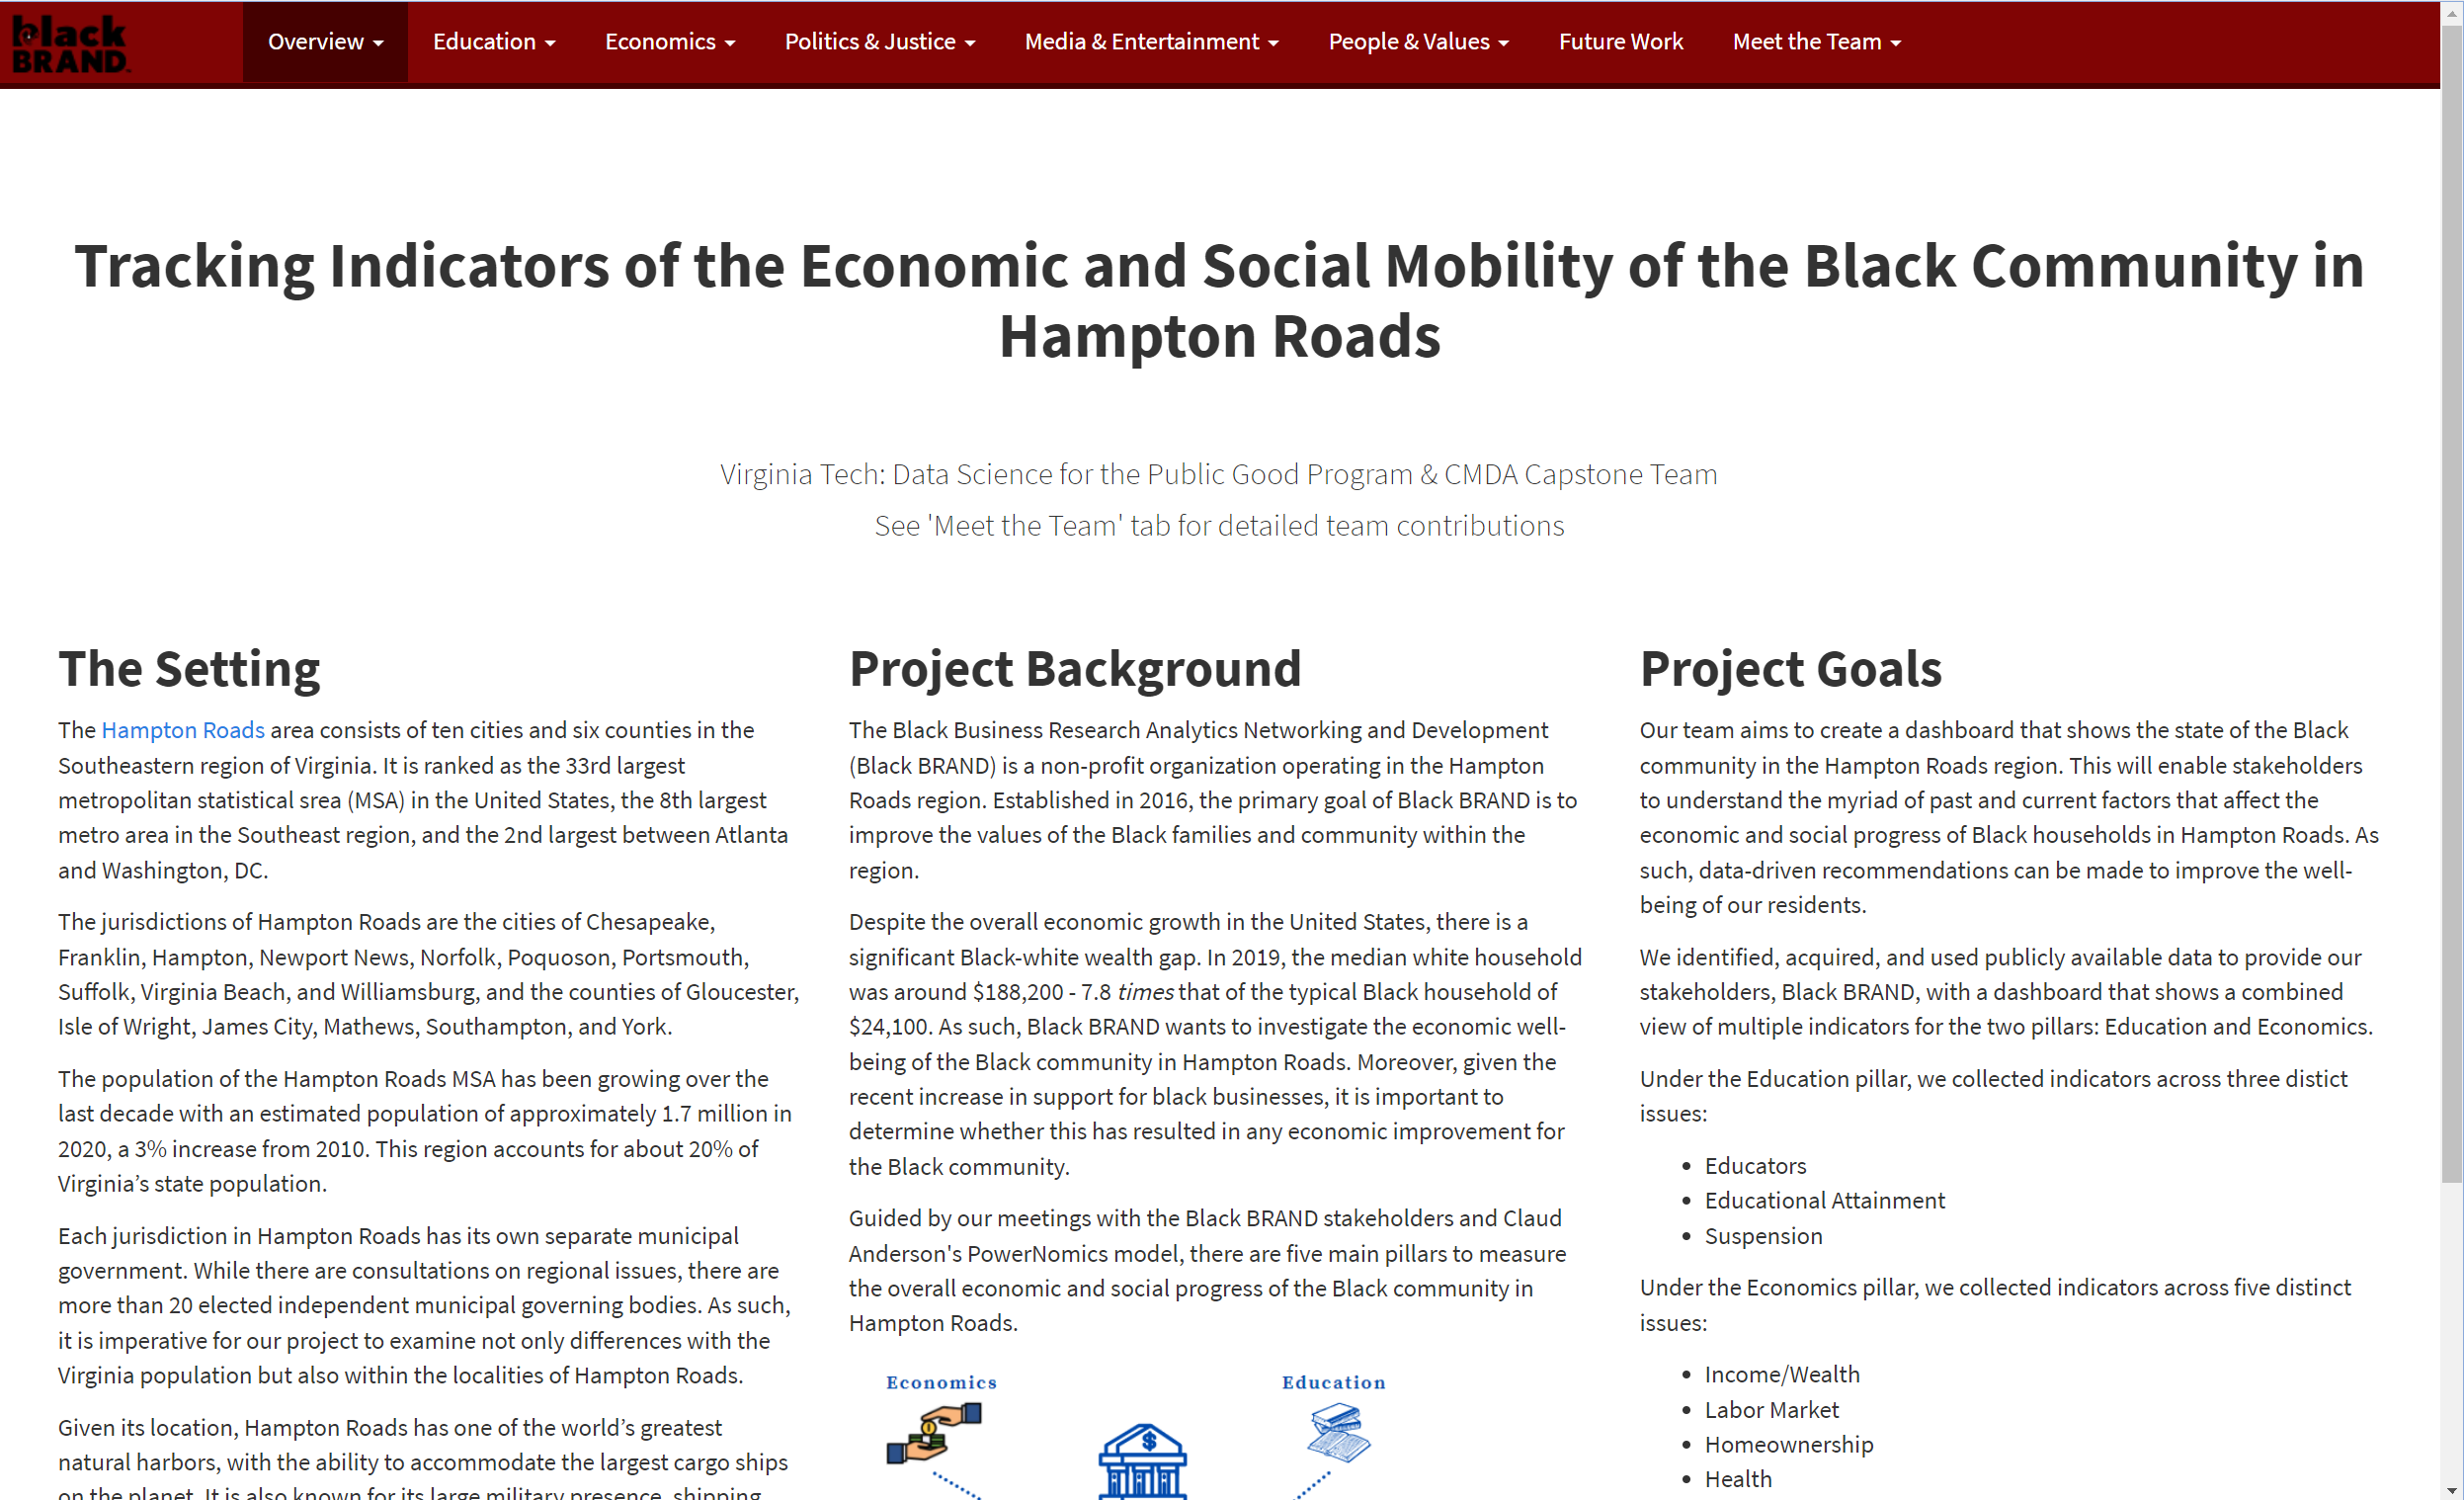 black
BRAND
Overview
Education
Economics
Politics & Justice
Media & Entertainment
People & Values
Future Work
Meet the Team
Tracking Indicators of the Economic and Social Mobility of the Black Community in
Hampton Roads
Virginia Tech: Data Science for the Public Good Program & CMDA Capstone Team
See 'Meet the Team' tab for detailed team contributions
The Setting
The Hampton Roads area consists of ten cities and six counties in the
Southeastern region of Virginia. It is ranked as the 33rd largest
metropolitan statistical srea (MSA) in the United States, the 8th largest
metro area in the Southeast region, and the 2nd largest between Atlanta
and Washington, DC.
The jurisdictions of Hampton Roads are the cities of Chesapeake,
Franklin, Hampton, Newport News, Norfolk, Poquoson, Portsmouth,
Suffolk, Virginia Beach, and Williamsburg, and the counties of Gloucester,
Isle of Wright, James City, Mathews, Southampton, and York.
The population of the Hampton Roads MSA has been growing over the
last decade with an estimated population of approximately 1.7 million in
2020, a 3% increase from 2010. This region accounts for about 20% of
Virginia’s state population.
Each jurisdiction in Hampton Roads has its own separate municipal
government. While there are consultations on regional issues, there are
more than 20 elected independent municipal governing bodies. As such,
it is imperative for our project to examine not only differences with the
Virginia population but also within the localities of Hampton Roads.
Given its location, Hampton Roads has one of the world’s greatest
natural harbors, with the ability to accommodate the largest cargo ships
on the planet. It is also known for its large military presence, shipping
Project Background
The Black Business Research Analytics Networking and Development
(Black BRAND) is a non-profit organization operating in the Hampton
Roads region. Established in 2016, the primary goal of Black BRAND is to
improve the values of the Black families and community within the
region.
Despite the overall economic growth in the United States, there is a
significant Black-white wealth gap. In 2019, the median white household
was around $188,200 - 7.8 times that of the typical Black household of
$24,100. As such, Black BRAND wants to investigate the economic well-
being of the Black community in Hampton Roads. Moreover, given the
recent increase in support for black businesses, it is important to
determine whether this has resulted in any economic improvement for
the Black community.
Guided by our meetings with the Black BRAND stakeholders and Claud
Anderson's PowerNomics model, there are five main pillars to measure
the overall economic and social progress of the Black community in
Hampton Roads.
Economics
Education
Project Goals
Our team aims to create a dashboard that shows the state of the Black
community in the Hampton Roads region. This will enable stakeholders
to understand the myriad of past and current factors that affect the
economic and social progress of Black households in Hampton Roads. As
such, data-driven recommendations can be made to improve the well-
being of our residents.
We identified, acquired, and used publicly available data to provide our
stakeholders, Black BRAND, with a dashboard that shows a combined
view of multiple indicators for the two pillars: Education and Economics.
Under the Education pillar, we collected indicators across three distict
issues:
• Educators
• Educational Attainment
• Suspension
Under the Economics pillar, we collected indicators across five distinct
issues:
• Income/Wealth
• Labor Market
• Homeownership
• Health